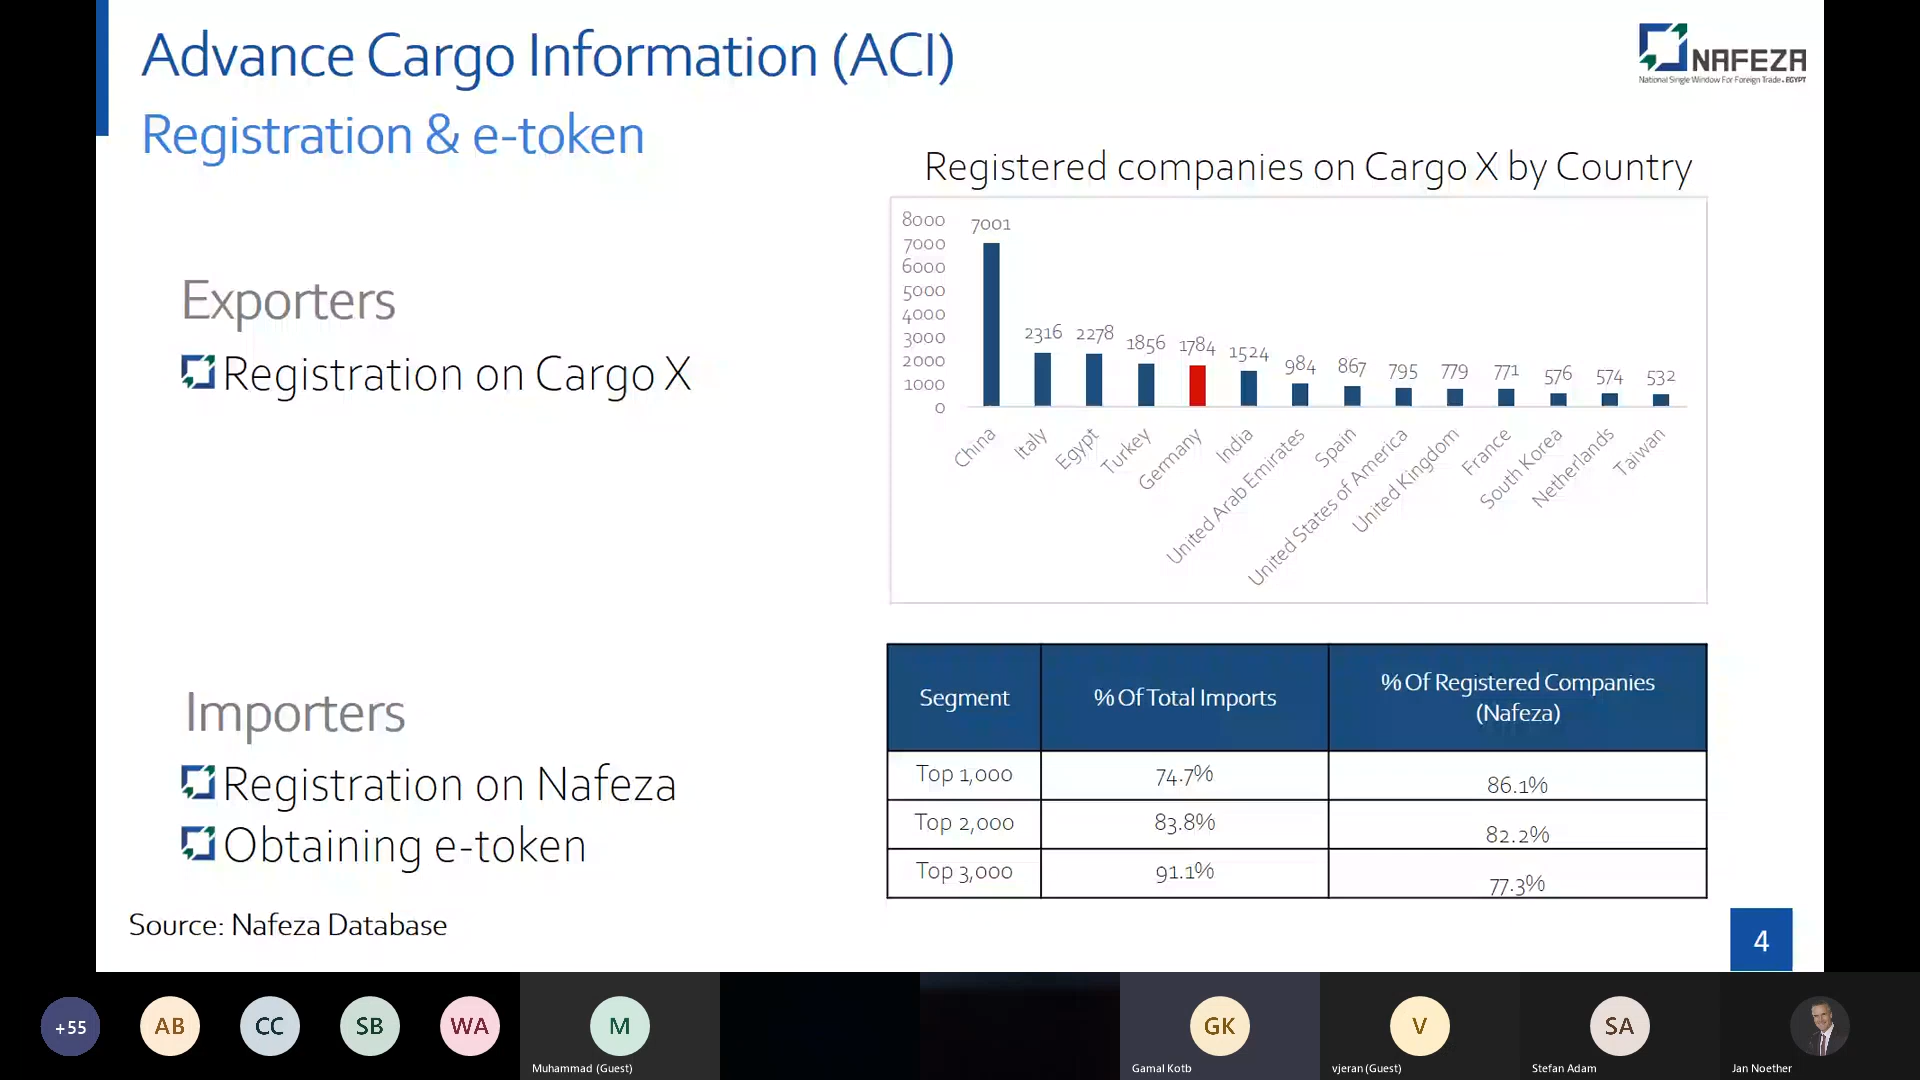 Advance Cargo Information (ACI)
Registration & e-token
NAFEZA
National Single Window For Foreign Trade. EGYPT
Exporters
Registration on Cargo X
Registered companies on Cargo X by Country
8000
7000
6000
5000
4000
3000
2000
1000
0
7001
2316
2278
1856
1784
1524
984
867
795
779
771
576
574
532
China
Italy
Egypt
Turkey
Germany
India
United Arab Emirates
Spain
United States of America
United Kingdom
France
South Korea
Netherlands
Taiwan
Importers
Registration on Nafeza
Obtaining e-token
Segment % Of Total Imports % Of Registered Companies
(Nafeza)
Top 1,000 74.7% 86.1%
Top 2,000 83.8% 82.2%
Top 3,000 91.1% 77.3%
Source: Nafeza Database
4
+55
AB
CC
SB
WA
M
Muhammad (Guest)
GK
Gamal Kotb
V
vjeran (Guest)
SA
Stefan Adam
Jan Noether